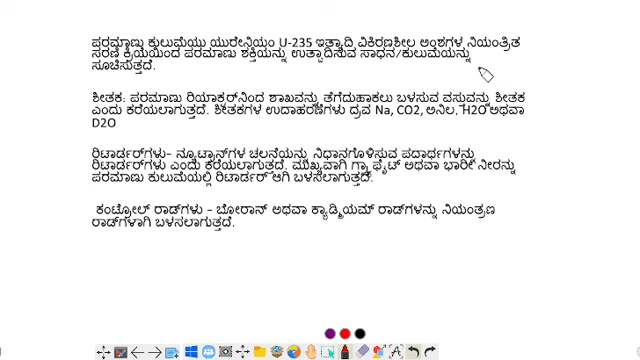 ಪರಮಾಣು ಕುಲುಮೆಯು ಯುರೇನಿಯಂ U-235 ಇತ್ಯಾದಿ ವಿಕಿರಣಶೀಲ ಅಂಶಗಳ ನಿಯಂತ್ರಿತ
ಸರಣಿ ಕ್ರಿಯೆಯಿಂದ ಪರಮಾಣು ಶಕ್ತಿಯನ್ನು ಉತ್ಪಾದಿಸುವ ಸಾಧನ/ಕುಲುಮೆಯನ್ನು
ಸೂಚಿಸುತ್ತದೆ.
ಶೀತಕ: ಪರಮಾಣು ರಿಯಾಕ್ಟರ್‌ನಿಂದ ಶಾಖವನ್ನು ತೆಗೆದುಹಾಕಲು ಬಳಸುವ ವಸ್ತುವನ್ನು ಶೀತಕ
ಎಂದು ಕರೆಯಲಾಗುತ್ತದೆ. ಶೀತಕಗಳ ಉದಾಹರಣೆಗಳು ದ್ರವ Na, CO2, ಅನಿಲ, H2O ಅಥವಾ
D2O
ರಿಟಾರ್ಡರ್‌ಗಳು– ನ್ಯೂಟ್ರಾನ್‌ಗಳ ಚಲನೆಯನ್ನು ನಿಧಾನಗೊಳಿಸುವ ಪದಾರ್ಥಗಳನ್ನು
ರಿಟಾರ್ಡರ್‌ಗಳು ಎಂದು ಕರೆಯಲಾಗುತ್ತದೆ. ಮುಖ್ಯವಾಗಿ ಗ್ರ್ಯಾಫೈಟ್ ಅಥವಾ ಭಾರೀ ನೀರನ್ನು
ಪರಮಾಣು ಕುಲುಮೆಯಲ್ಲಿ ರಿಟಾರ್ಡರ್ ಆಗಿ ಬಳಸಲಾಗುತ್ತದೆ.
ಕಂಟ್ರೋಲ್ ರಾಡ್‌ಗಳು – ಬೋರಾನ್ ಅಥವಾ ಕ್ಯಾಡ್ಮಿಯಮ್ ರಾಡ್‌ಗಳನ್ನು ನಿಯಂತ್ರಣ
ರಾಡ್‌ಗಳಾಗಿ ಬಳಸಲಾಗುತ್ತದೆ.